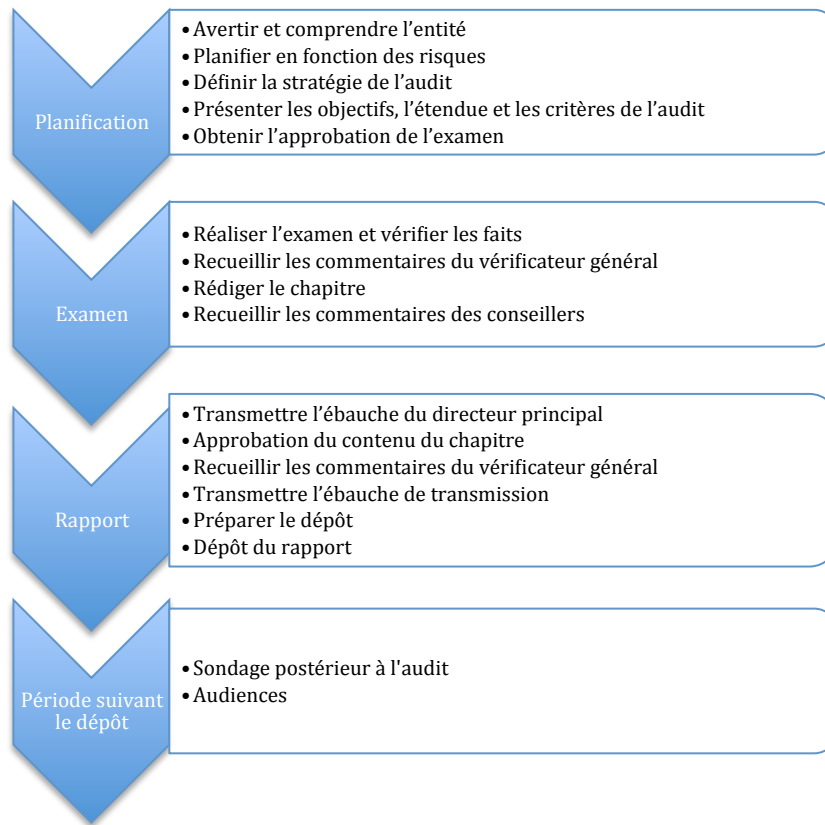 Planification
•Avertir et comprendre l’entité
•Planifier en fonction des risques
•Définir la stratégie de l’audit
•Présenter les objectifs, l’étendue et les critères de l’audit
•Obtenir l’approbation de l’examen
Examen
•Réaliser l’examen et vérifier les faits
•Recueillir les commentaires du vérificateur général
•Rédiger le chapitre
•Recueillir les commentaires des conseillers
Rapport
•Transmettre l’ébauche du directeur principal
•Approbation du contenu du chapitre
•Recueillir les commentaires du vérificateur général
•Transmettre l’ébauche de transmission
•Préparer le dépôt
•Dépôt du rapport
Période suivant
le dépôt
•Sondage postérieur à l'audit
•Audiences